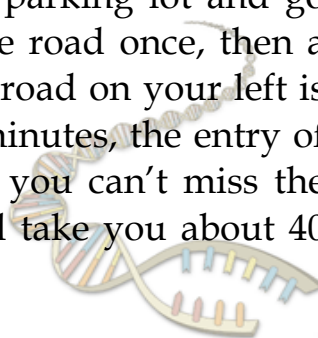 parking lot and go
road once, then a
road on your left is
minutes, the entry of
you can't miss the
take you about 40